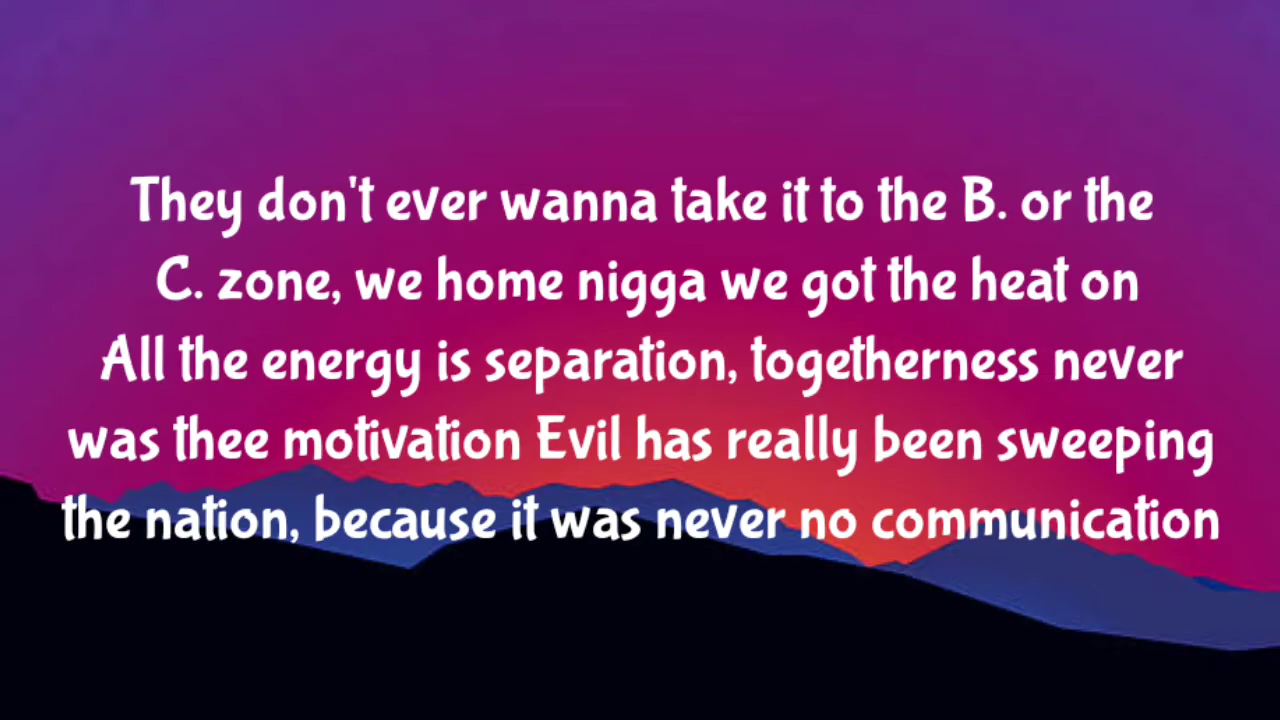 They don't ever wanna take it to the B. or the
C. zone, we home nigga we got the heat on
All the energy is separation, togetherness never
was thee motivation Evil has really been sweeping
the nation, because it was never no communication